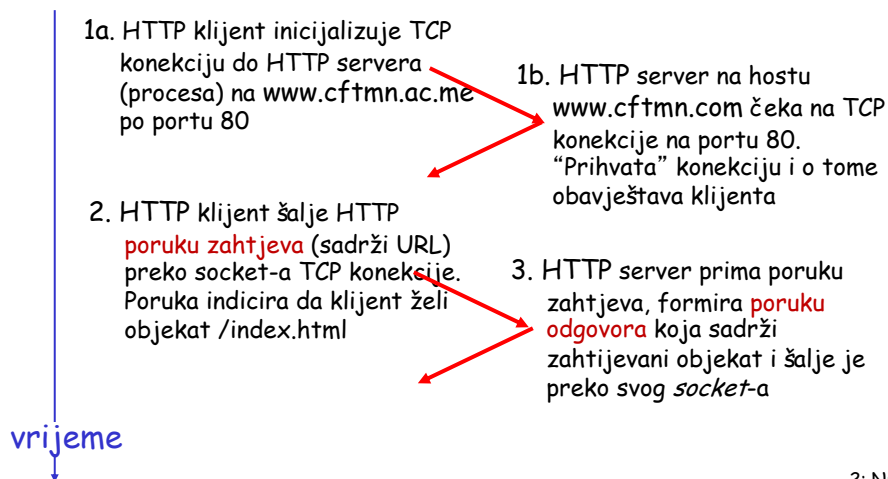 1a. HTTP klijent inicijalizuje TCP
konekciju do HTTP servera
(procesa) na www.cftmn.ac.me
po portu 80
1b. HTTP server na hostu
www.cftmn.com čeka na TCP
konekcije na portu 80.
“Prihvata” konekciju i o tome
obavještava klijenta
2. HTTP klijent šalje HTTP
poruku zahtjeva (sadrži URL)
preko socket-a TCP konekcije.
Poruka indicira da klijent želi
objekat /index.html
3. HTTP server prima poruku
zahtjeva, formira poruku
odgovora koja sadrži
zahtijevani objekat i šalje je
preko svog socket-a
vrijeme